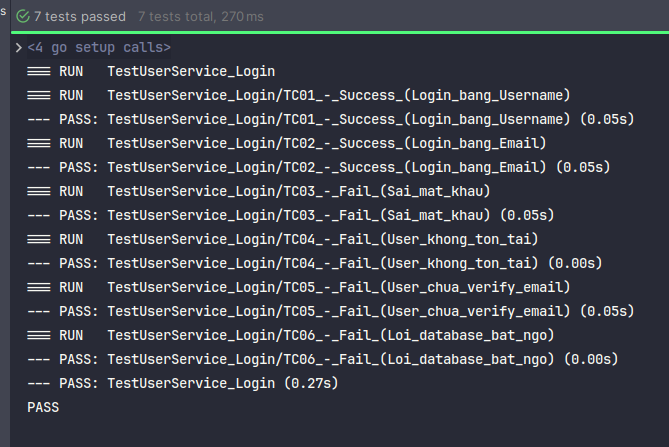 s
7 tests passed 7 tests total, 270 ms
<4 go setup calls>
=== RUN   TestUserService_Login
=== RUN   TestUserService_Login/TC01_-_Success_(Login_bang_Username)
--- PASS: TestUserService_Login/TC01_-_Success_(Login_bang_Username) (0.05s)
=== RUN   TestUserService_Login/TC02_-_Success_(Login_bang_Email)
--- PASS: TestUserService_Login/TC02_-_Success_(Login_bang_Email) (0.05s)
=== RUN   TestUserService_Login/TC03_-_Fail_(Sai_mat_khau)
--- PASS: TestUserService_Login/TC03_-_Fail_(Sai_mat_khau) (0.05s)
=== RUN   TestUserService_Login/TC04_-_Fail_(User_khong_ton_tai)
--- PASS: TestUserService_Login/TC04_-_Fail_(User_khong_ton_tai) (0.00s)
=== RUN   TestUserService_Login/TC05_-_Fail_(User_chua_verify_email)
--- PASS: TestUserService_Login/TC05_-_Fail_(User_chua_verify_email) (0.05s)
=== RUN   TestUserService_Login/TC06_-_Fail_(Loi_database_bat_ngo)
--- PASS: TestUserService_Login/TC06_-_Fail_(Loi_database_bat_ngo) (0.00s)
--- PASS: TestUserService_Login (0.27s)
PASS